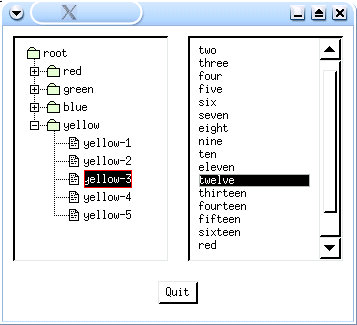 root
red
green
blue
yellow
yellow-1
yellow-2
yellow-3
yellow-4
yellow-5
two
three
four
five
six
seven
eight
nine
ten
eleven
twelve
thirteen
fourteen
fifteen
sixteen
red
Quit